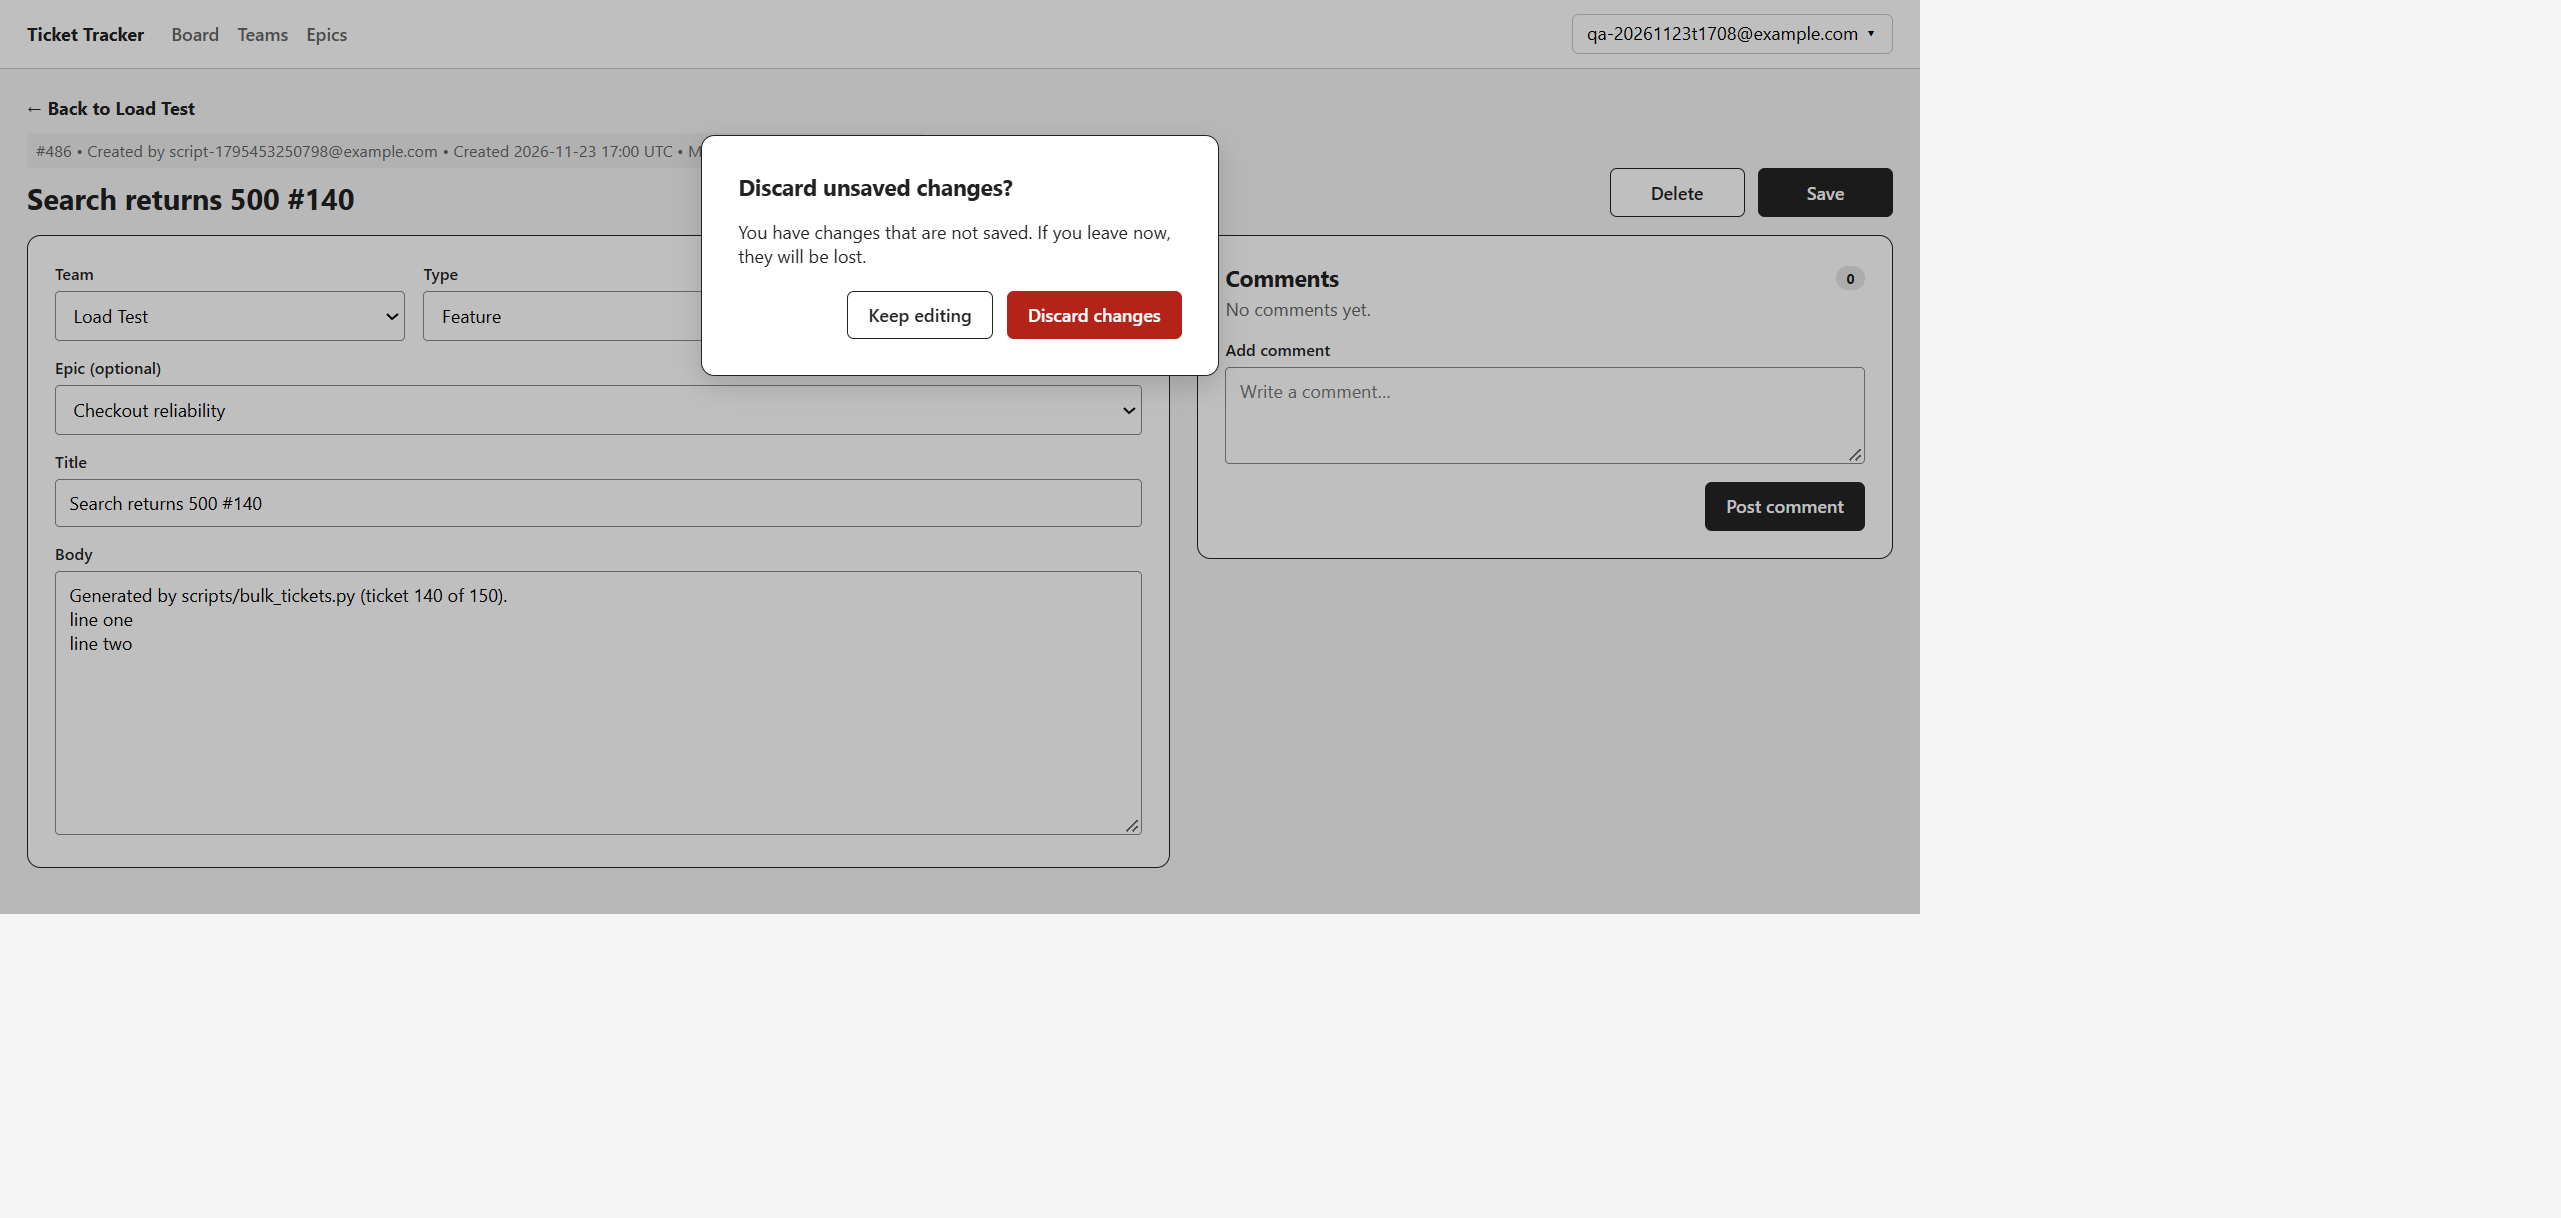 Ticket Tracker Board Teams Epics qa-20261123t1708@example.com ▾
← Back to Load Test
#486 • Created by script-1795453250798@example.com • Created 2026-11-23 17:00 UTC • M
Search returns 500 #140
Delete Save
Discard unsaved changes?
You have changes that are not saved. If you leave now,
they will be lost.
Keep editing Discard changes
Team Type
Load Test Feature
Epic (optional)
Checkout reliability
Title
Search returns 500 #140
Body
Generated by scripts/bulk_tickets.py (ticket 140 of 150).
line one
line two
Comments 0
No comments yet.
Add comment
Write a comment...
Post comment